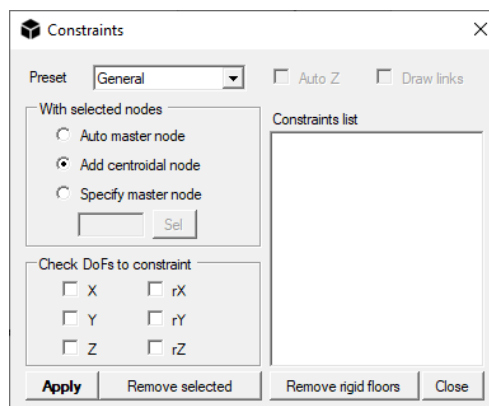 Constraints
Preset General Auto Z Draw links
With selected nodes
Auto master node
Add centroidal node
Specify master node
Sel
Constraints list
Check DoFs to constraint
X rX
Y rY
Z rZ
Apply Remove selected Remove rigid floors Close